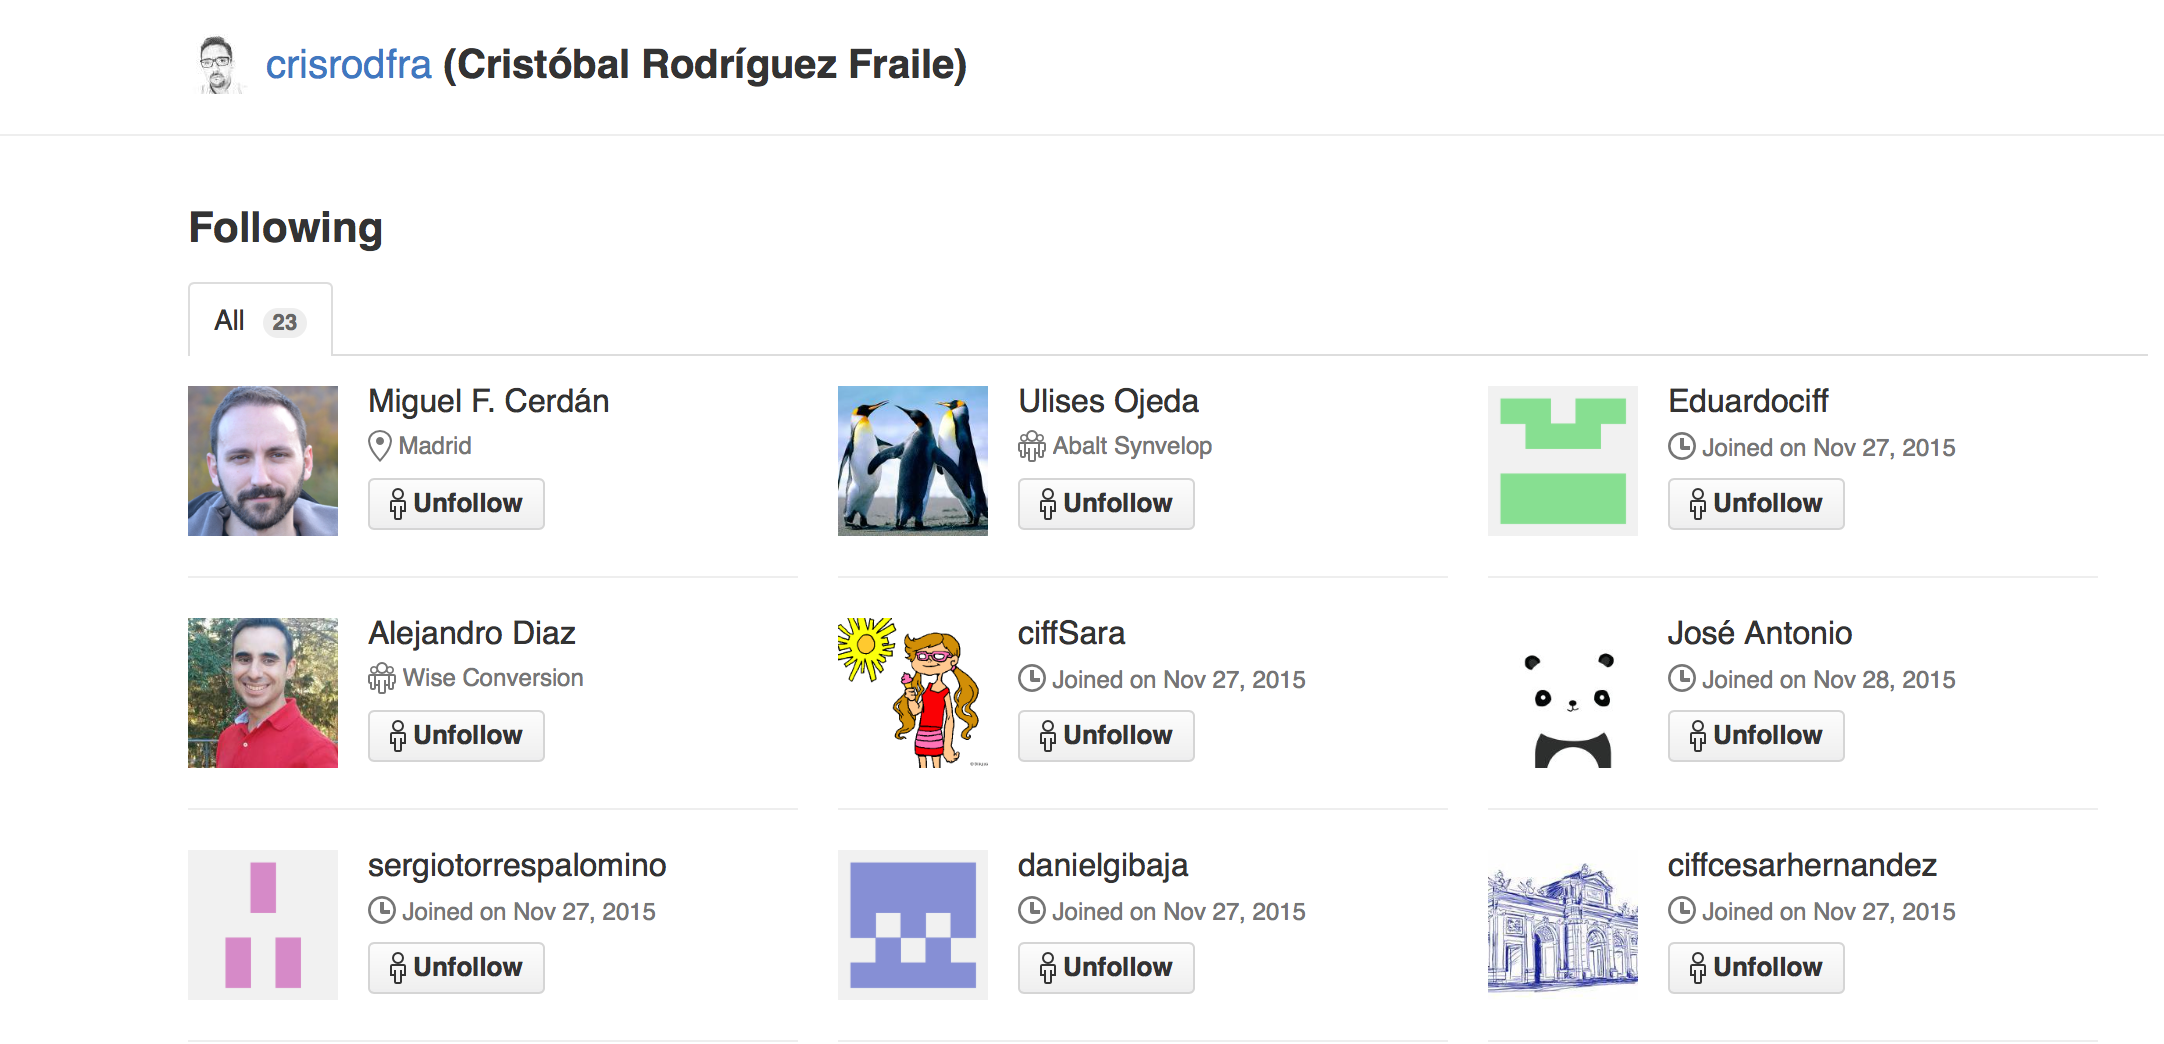 crisrodfra (Cristóbal Rodríguez Fraile)
Following
All 23
Miguel F. Cerdán
Madrid
Unfollow
Ulises Ojeda
Abalt Synvelop
Unfollow
Eduardociff
Joined on Nov 27, 2015
Unfollow
Alejandro Diaz
Wise Conversion
Unfollow
ciffSara
Joined on Nov 27, 2015
Unfollow
José Antonio
Joined on Nov 28, 2015
Unfollow
sergiotorrespalomino
Joined on Nov 27, 2015
Unfollow
danielgibaja
Joined on Nov 27, 2015
Unfollow
ciffcesarhernandez
Joined on Nov 27, 2015
Unfollow